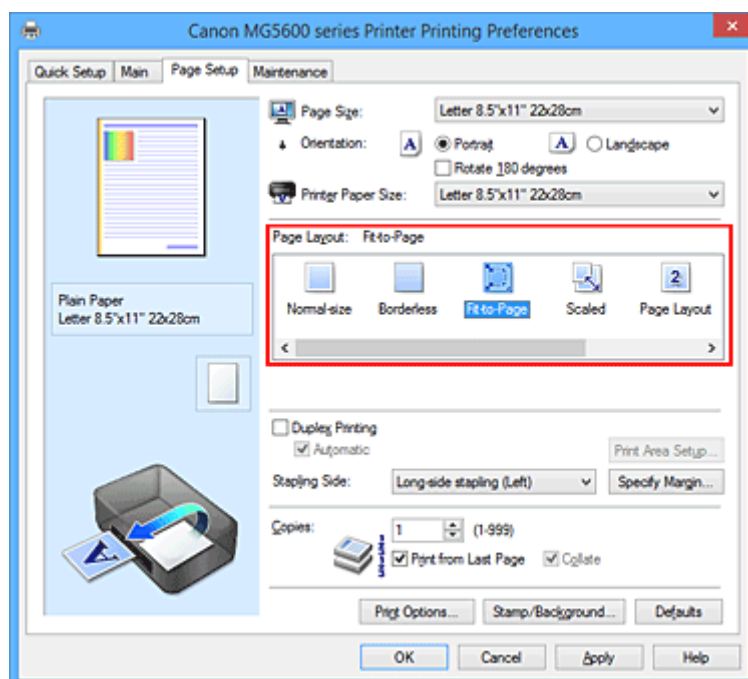 Canon MG5600 series Printer Printing Preferences
Quick Setup Main Page Setup Maintenance
Page Size: Letter 8.5"x11" 22x28cm
Orientation: A Portrait A Landscape
Rotate 180 degrees
Printer Paper Size: Letter 8.5"x11" 22x28cm
Page Layout: Fit-to-Page
Normal-size Borderless Fit-to-Page Scaled 2 Page Layout
Plain Paper
Letter 8.5"x11" 22x28cm
Duplex Printing
Automatic
Print Area Setup...
Stapling Side: Long-side stapling (Left) Specify Margin...
Copies: 1 (1-999)
Print from Last Page Collate
A
Print Options... Stamp/Background... Defaults
OK Cancel Apply Help